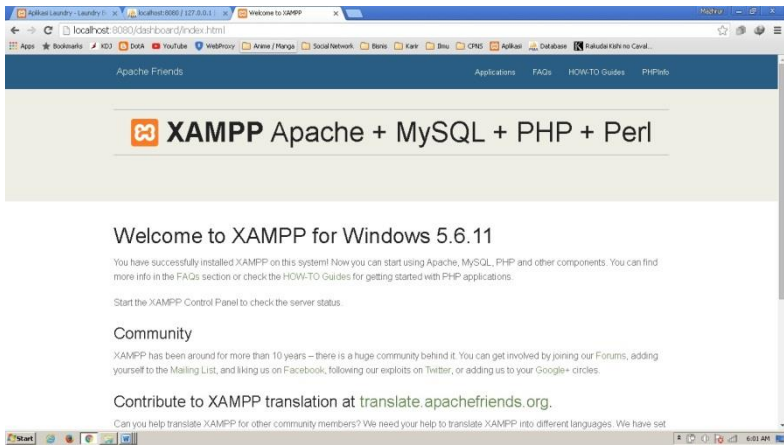 Aplikasi Laundry - Laundry
localhost:8080 / 127.0.0.1 |
Welcome to XAMPP
localhost:8080/dashboard/index.html
Apps Bookmarks XDJ DotA YouTube WebProxy Anime / Manga Social Network Bisnis Karir Ilmu CPNS Aplikasi Database Rakudai Kishi no Caval...
Apache Friends
Applications FAQs HOW-TO Guides PHPInfo
XAMPP Apache + MySQL + PHP + Perl
Welcome to XAMPP for Windows 5.6.11
You have successfully installed XAMPP on this system! Now you can start using Apache, MySQL, PHP and other components. You can find
more info in the FAQs section or check the HOW-TO Guides for getting started with PHP applications.
Start the XAMPP Control Panel to check the server status.
Community
XAMPP has been around for more than 10 years – there is a huge community behind it. You can get involved by joining our Forums, adding
yourself to the Mailing List, and liking us on Facebook, following our exploits on Twitter, or adding us to your Google+ circles.
Contribute to XAMPP translation at translate.apachefriends.org.
Can you help translate XAMPP for other community members? We need your help to translate XAMPP into different languages. We have set
Start
6:01 AM